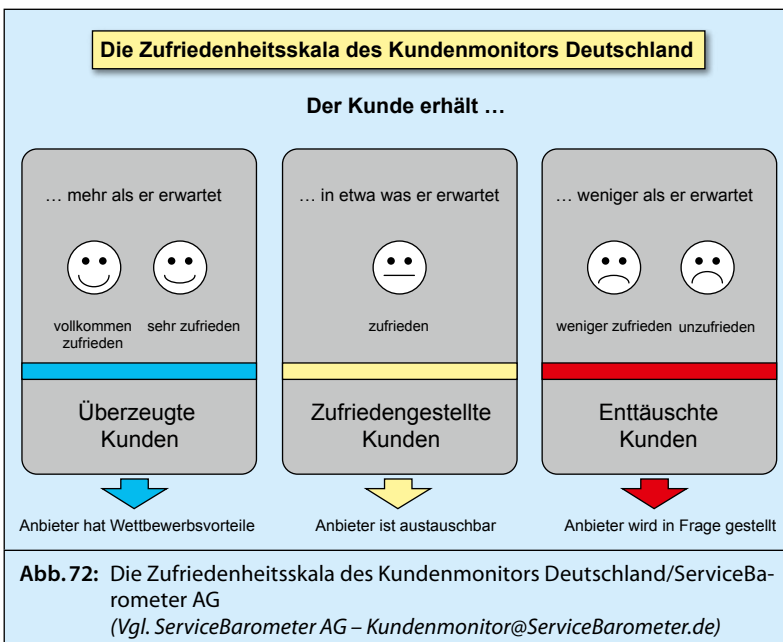 Die Zufriedenheitsskala des Kundenmonitors Deutschland
Der Kunde erhält …
… mehr als er erwartet
vollkommen
zufrieden
sehr zufrieden
Überzeugte
Kunden
Anbieter hat Wettbewerbsvorteile
… in etwa was er erwartet
zufrieden
Zufriedengestellte
Kunden
Anbieter ist austauschbar
… weniger als er erwartet
weniger zufrieden
unzufrieden
Enttäuschte
Kunden
Anbieter wird in Frage gestellt
Abb. 72: Die Zufriedenheitsskala des Kundenmonitors Deutschland/ServiceBa-
rometer AG
(Vgl. ServiceBarometer AG – Kundenmonitor@ServiceBarometer.de)